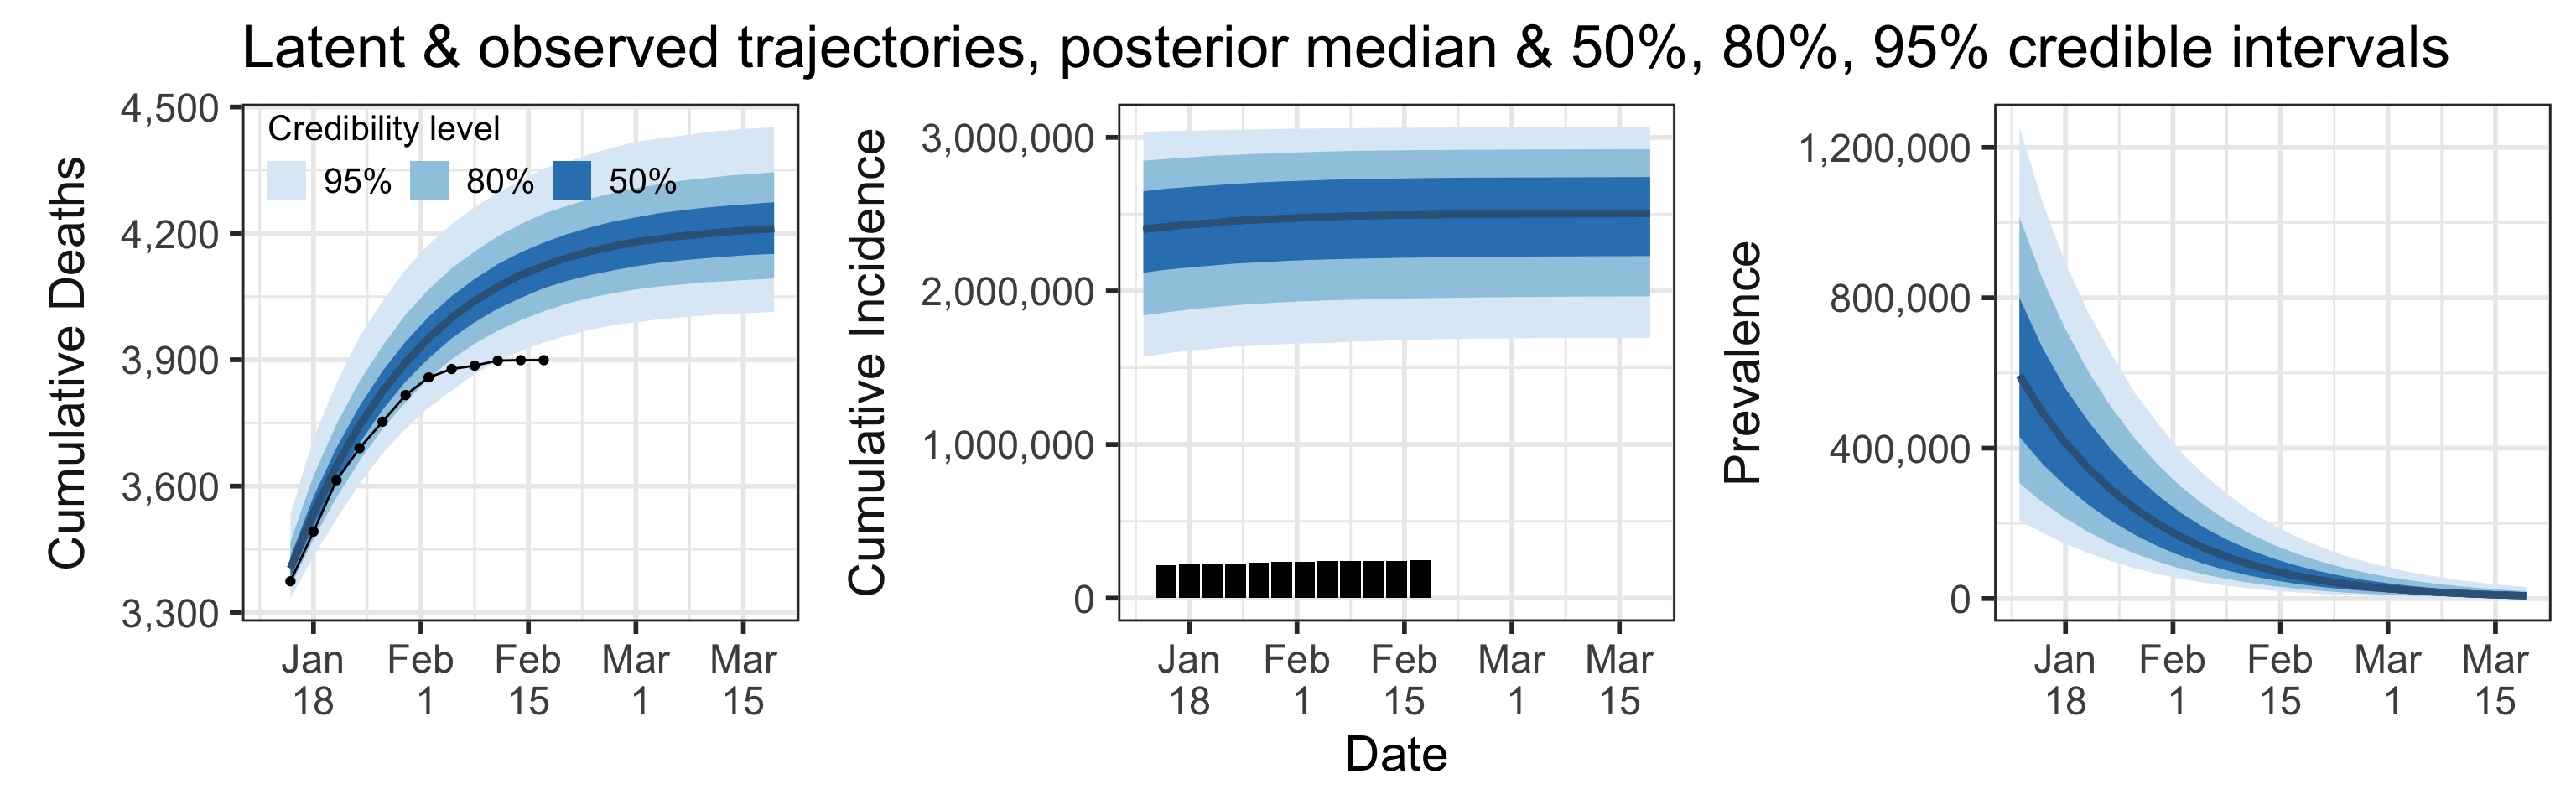 Latent & observed trajectories, posterior median & 50%, 80%, 95% credible intervals
Cumulative Deaths
4,500
4,200
3,900
3,600
3,300
Credibility level
95% 80% 50%
Jan 18
Feb 1
Feb 15
Mar 1
Mar 15
Cumulative Incidence
3,000,000
2,000,000
1,000,000
0
Jan 18
Feb 1
Feb 15
Mar 1
Mar 15
Prevalence
1,200,000
800,000
400,000
0
Jan 18
Feb 1
Feb 15
Mar 1
Mar 15
Date